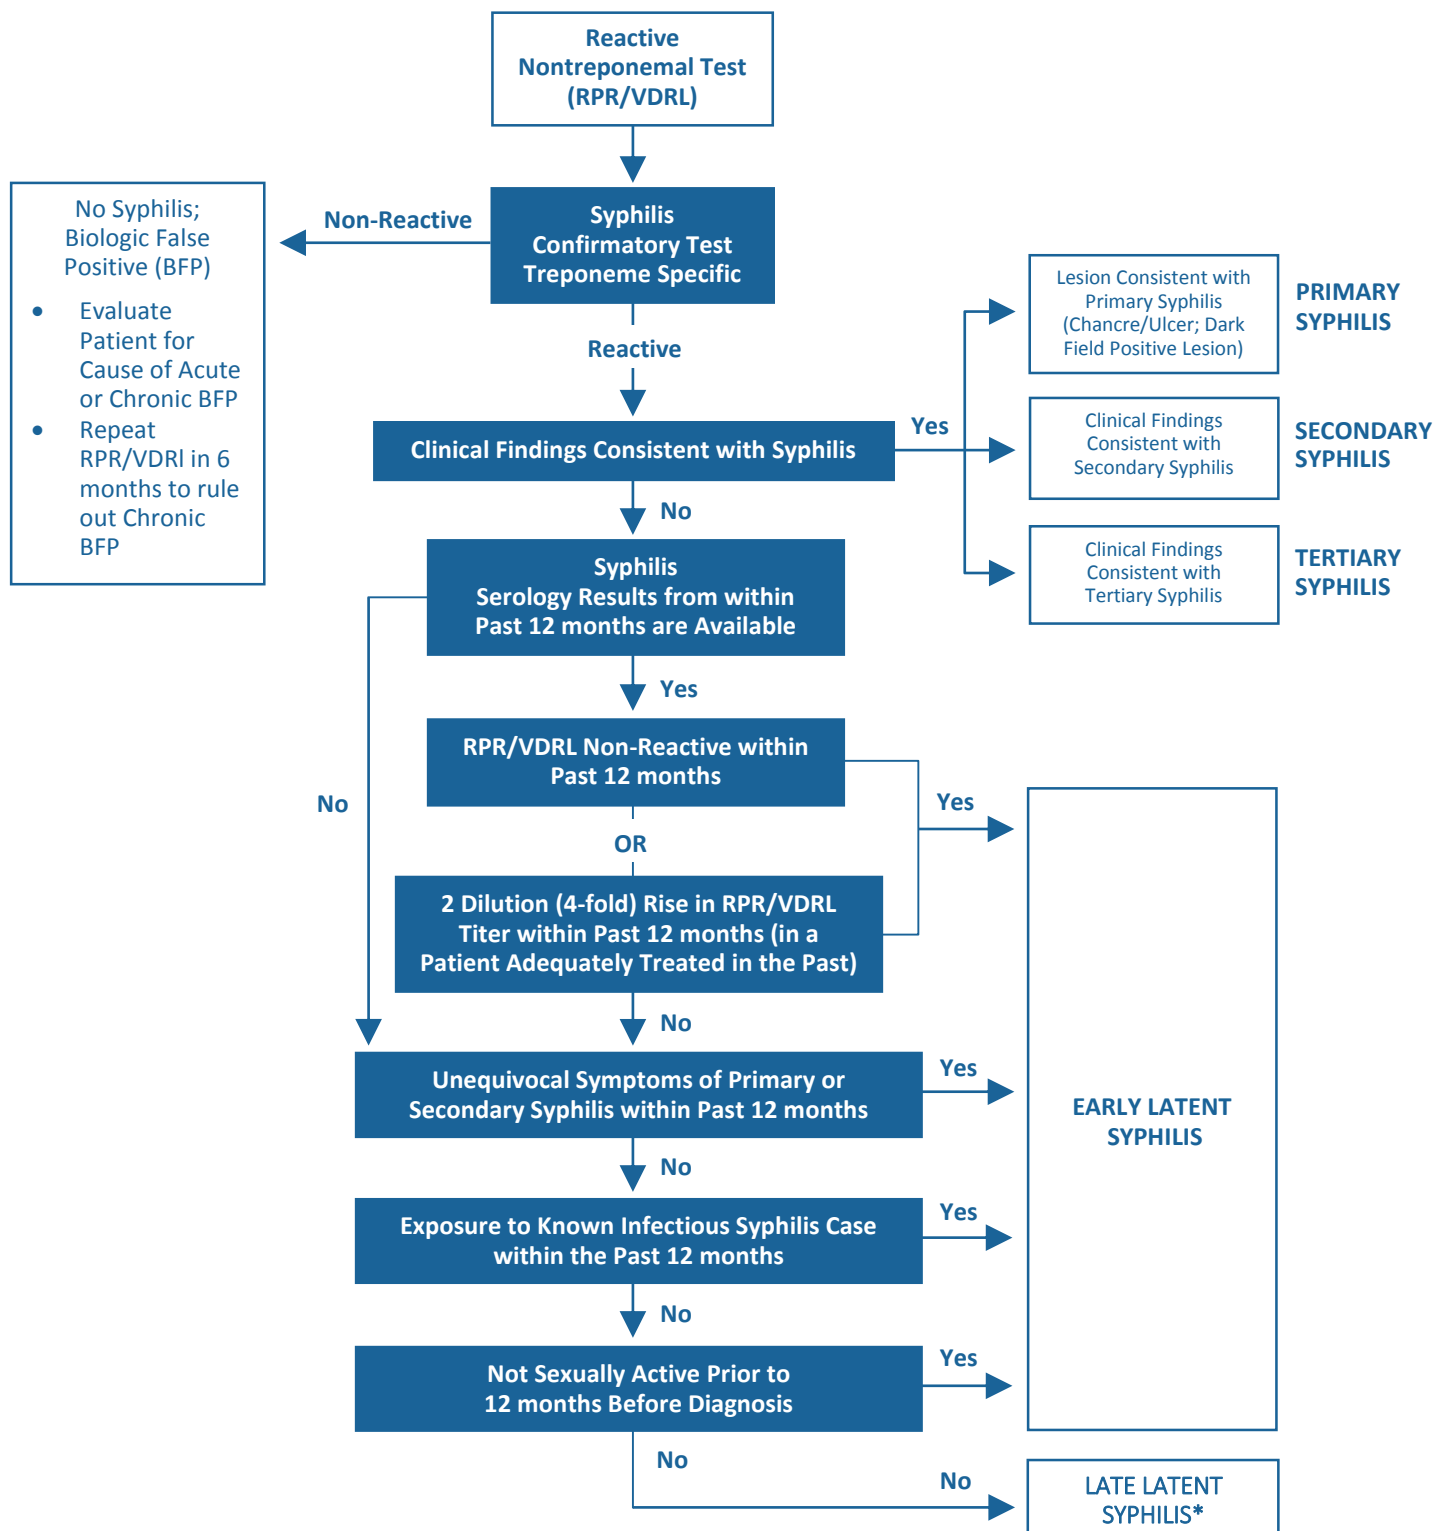 Reactive
Nontreponemal Test
(RPR/VDRL)
No Syphilis;
Biologic False
Positive (BFP)
• Evaluate
Patient for
Cause of Acute
or Chronic BFP
• Repeat
RPR/VDRl in 6
months to rule
out Chronic
BFP
Non-Reactive
Syphilis
Confirmatory Test
Treponeme Specific
Reactive
Clinical Findings Consistent with Syphilis
Yes
Lesion Consistent with
Primary Syphilis
(Chancre/Ulcer; Dark
Field Positive Lesion)
PRIMARY
SYPHILIS
Clinical Findings
Consistent with
Secondary Syphilis
SECONDARY
SYPHILIS
Clinical Findings
Consistent with
Tertiary Syphilis
TERTIARY
SYPHILIS
No
Syphilis
Serology Results from within
Past 12 months are Available
No
Yes
RPR/VDRL Non-Reactive within
Past 12 months
OR
2 Dilution (4-fold) Rise in RPR/VDRL
Titer within Past 12 months (in a
Patient Adequately Treated in the Past)
Yes
No
Unequivocal Symptoms of Primary or
Secondary Syphilis within Past 12 months
Yes
No
Exposure to Known Infectious Syphilis Case
within the Past 12 months
Yes
No
Not Sexually Active Prior to
12 months Before Diagnosis
Yes
EARLY LATENT
SYPHILIS
No
No
LATE LATENT
SYPHILIS*